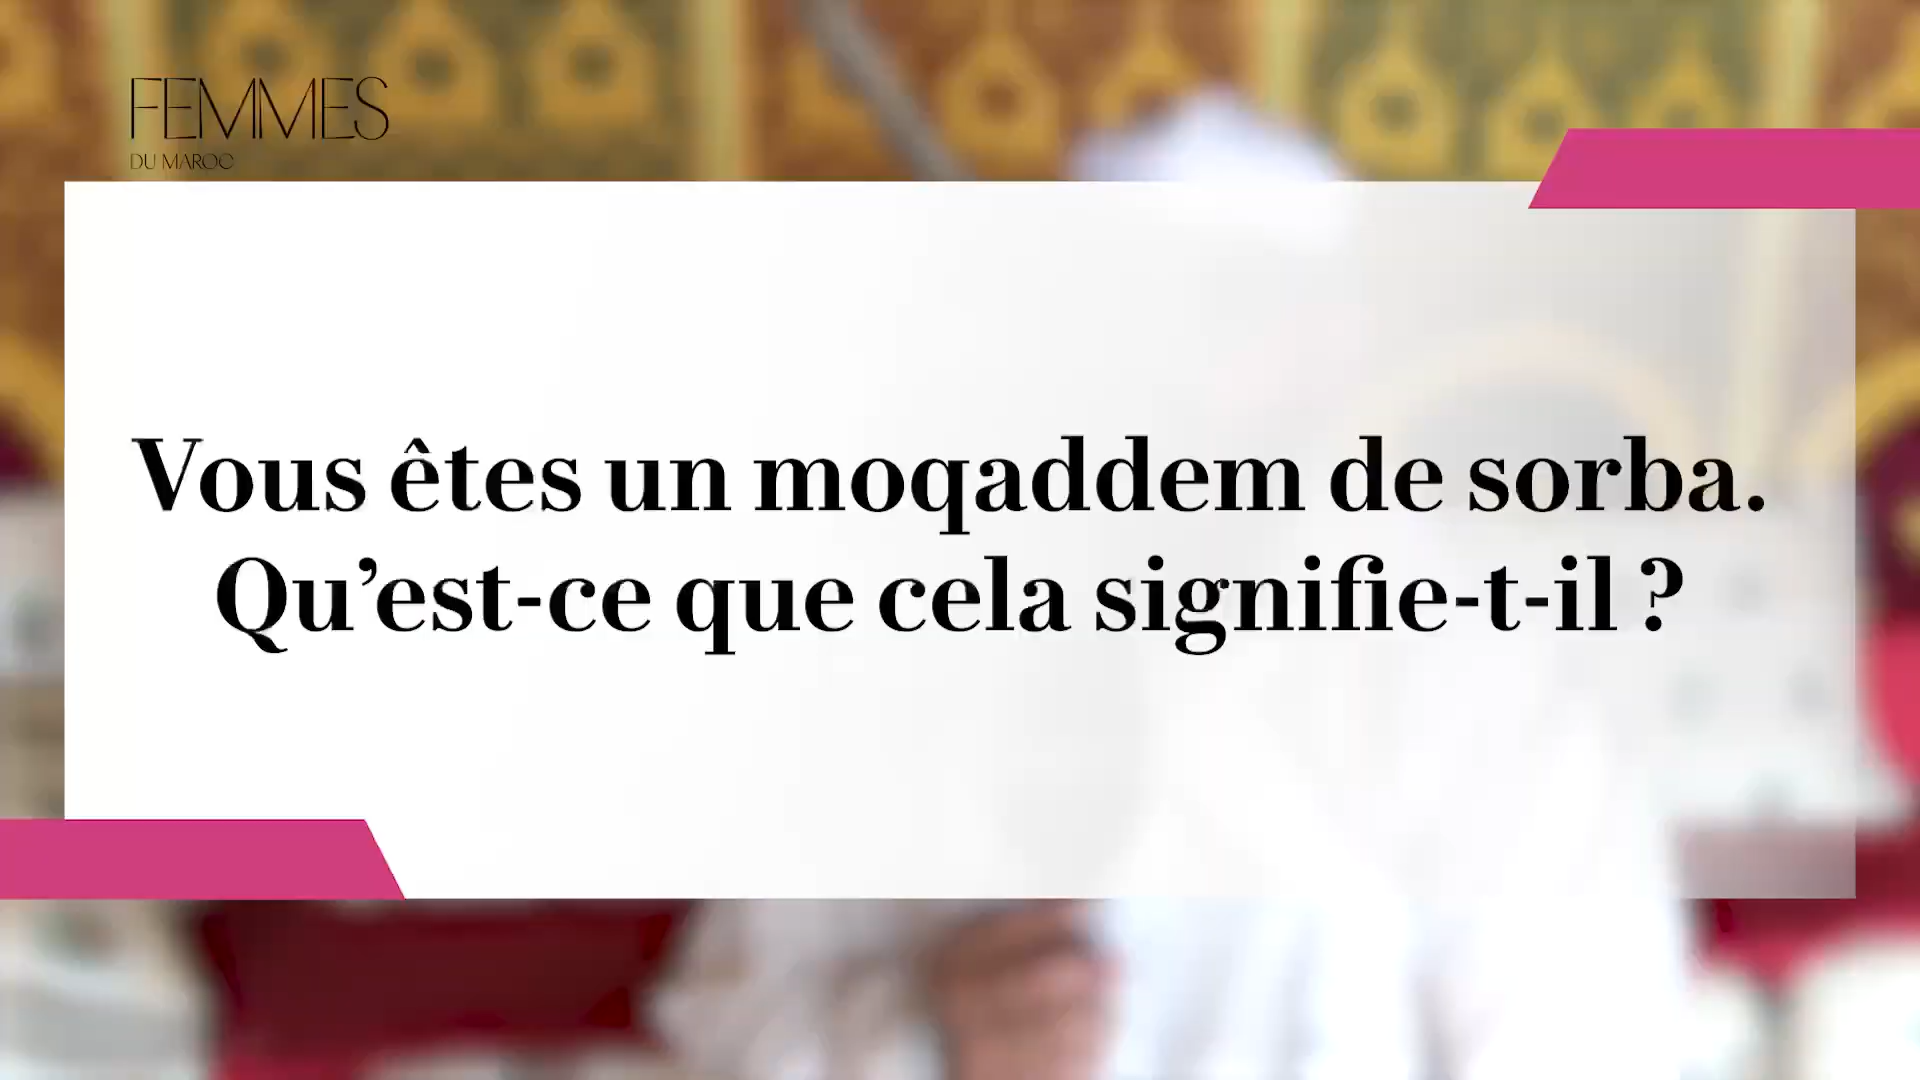 FEMMES
DU MAROC
Vous êtes un moqaddem de sorba.
Qu’est-ce que cela signifie-t-il ?